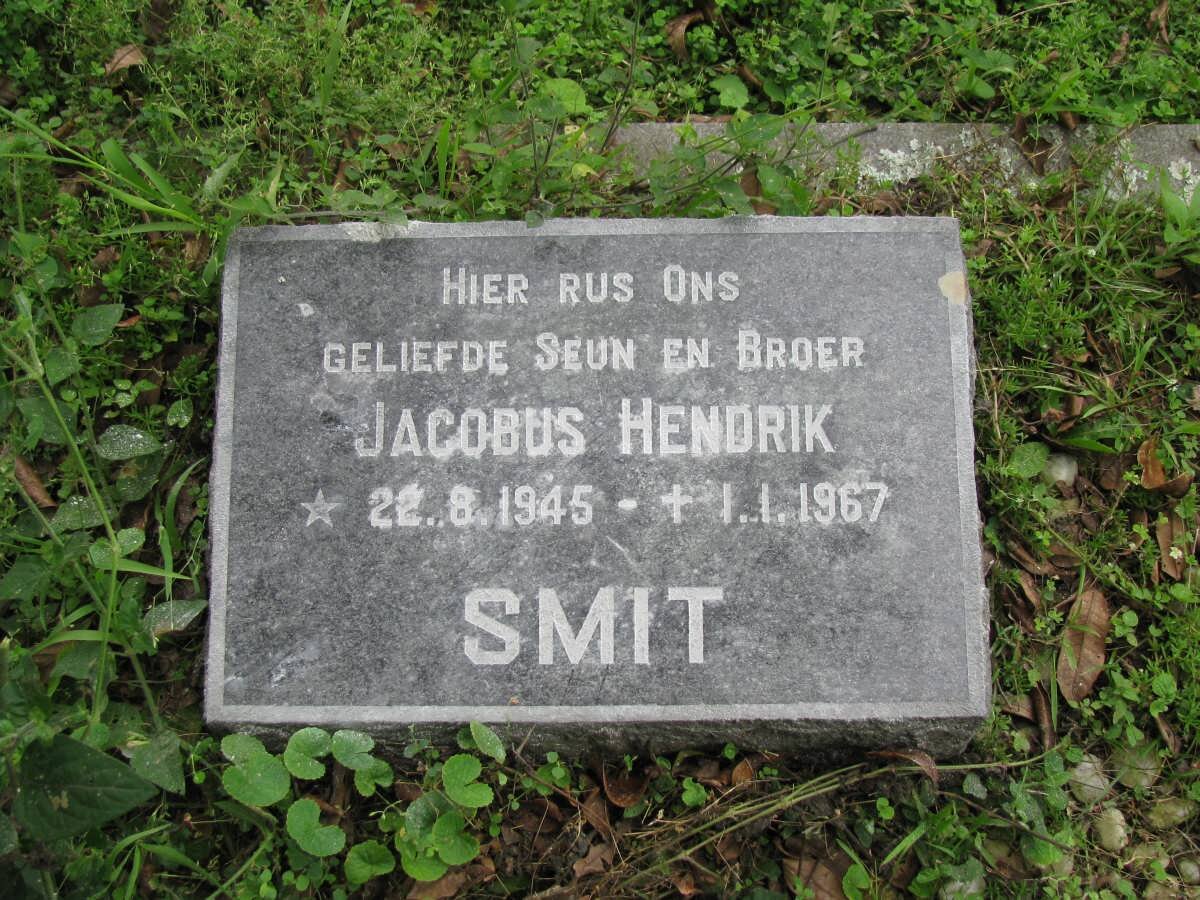 Hier rus Ons
geliefde Seun en Broer
Jacobus Hendrik
☆ 22.8.1945 - ✝ 1.1.1967
SMIT